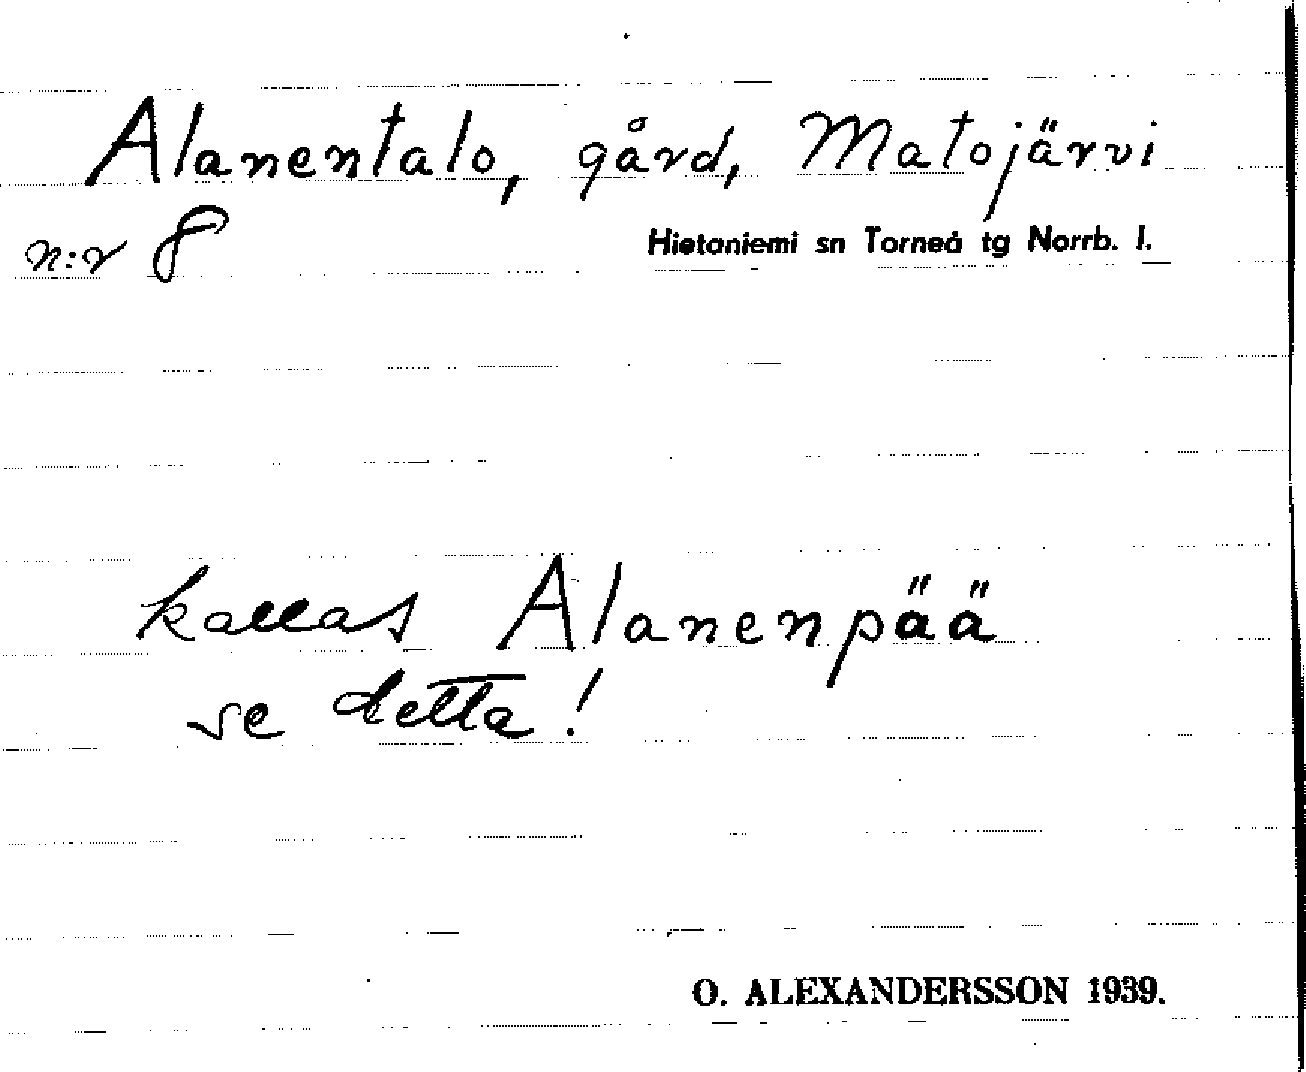 Alanentalo, gård, Matojärvi
n:r 8
Hietaniemi sn Torneå tg Norrb. l.
kallas Alanenpää
se detta!
O. ALEXANDERSSON 1939.